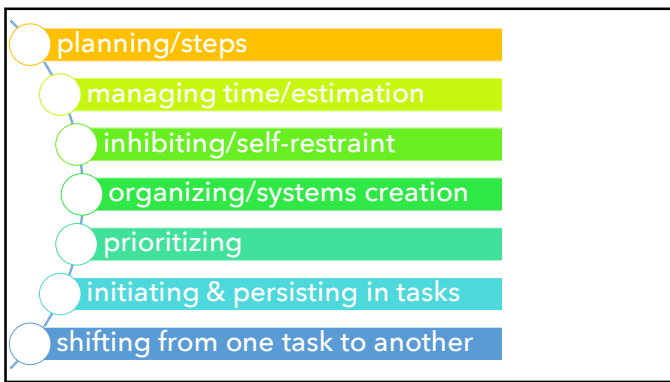 planning/steps
managing time/estimation
inhibiting/self-restraint
organizing/systems creation
prioritizing
initiating & persisting in tasks
shifting from one task to another